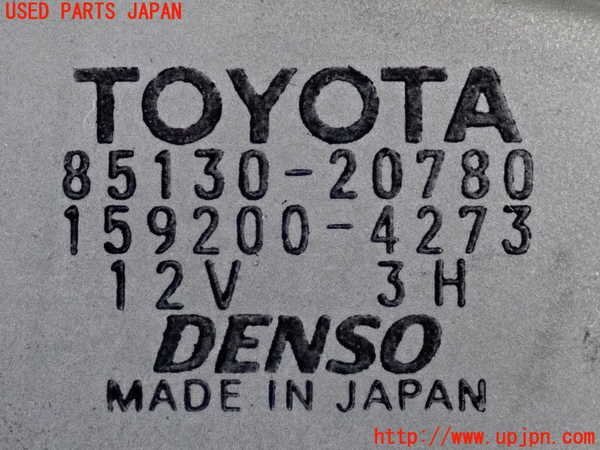 USED PARTS JAPAN
TOYOTA
85130-20780
159200-4273
12V 3H
DENSO
MADE IN JAPAN
http://www.upjpn.com/